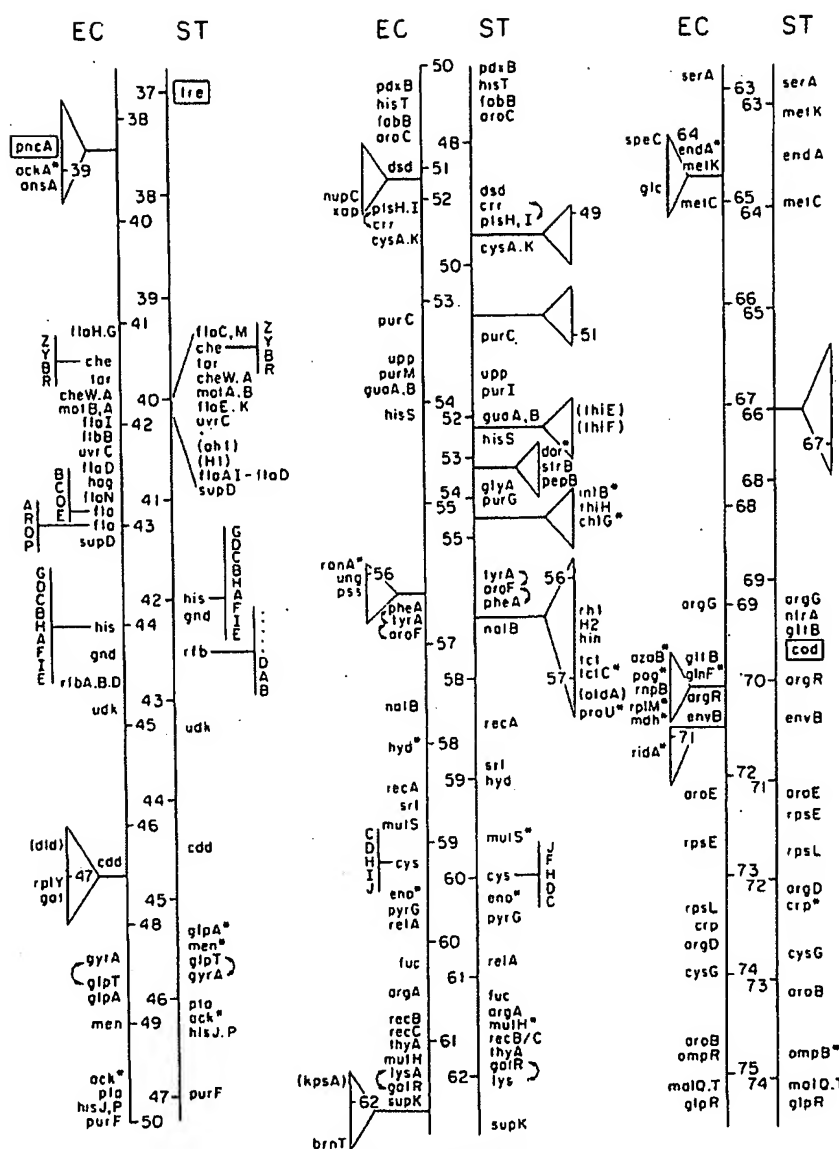 EC ST
37
tre
38
pncA
ackA*
39
ansA
38
40
39
41
flaH.G
Z
Y
B
R
che
tar
cheW.A
motB,A
flaI
flbB
uvrC
flaD
hag
flaN
fla
fla
supD
42
B
C
O
E
41
A
R
O
P
43
flaC,M
che
Z
Y
B
R
tar
cheW.A
motA,B
flaE.K
uvrC
(ah1)
(H1)
flaAI-flaD
supD
40
G
D
C
B
H
A
F
I
E
his
gnd
rfbA,B.D
44
udk
45
G
D
C
B
H
A
F
I
E
his
gnd
rfb
D
A
B
42
43
udk
44
46
(dld)
cdd
rplY
47
gat
cdd
45
48
glpA*
men*
gyrA
glpT
glpA
glpT
gyrA
46
pta
ack*
hisJ.P
men
49
ack*
pta
hisJ,P
purF
50
47
purF
EC ST
50
pdxB
hisT
fabB
aroC
pdxB
hisT
fabB
aroC
48
dsd
51
nupC
xap
52
plsH.I
crr
cysA.K
dsd
crr
plsH,I
49
cysA.K
50
53
purC
purC
51
upp
purM
guaA,B
hisS
54
upp
purI
52
guaA,B
(thiE)
(thiF)
hisS
53
dor*
strB
pepB
glyA
purG
54
inlB*
thiH
chlG*
55
55
ranA*
ung
pss
56
pheA
tyrA
aroF
57
tyrA
argF
pheA
56
nalB
rh1
H2
hin
tct
tctC*
57
(oldA)
proU*
58
nalB
recA
hyd*
58
srl
hyd
59
recA
srl
mutS
59
mutS*
C
D
H
I
J
cys
cys
J
F
H
D
C
60
eno*
pyrG
relA
eno*
pyrG
60
fuc
relA
61
argA
fuc
argA
mutH*
recB/C
thyA
galR
lys
recB
recC
thyA
mutH
lysA
galR
supK
61
62
(kpsA)
62
brnT
supK
EC ST
serA
63
serA
63
metK
speC
64
endA*
metK
glc
endA
65
metC
64
metC
66
65
67
66
67
68
68
69
argG
69
argG
ntrA
gltB
cod
azaB*
pog*
rnpB
rplM*
mdh*
gltB
glnF*
argR
envB
70
argR
envB
71
ridA*
72
71
aroE
aroE
rpsE
rpsE
rpsL
73
72
argD
crp*
rpsL
crp
argD
cysG
cysG
74
73
aroB
aroB
ompR
ompB*
75
74
malQ.T
glpR
malQ.T
glpR